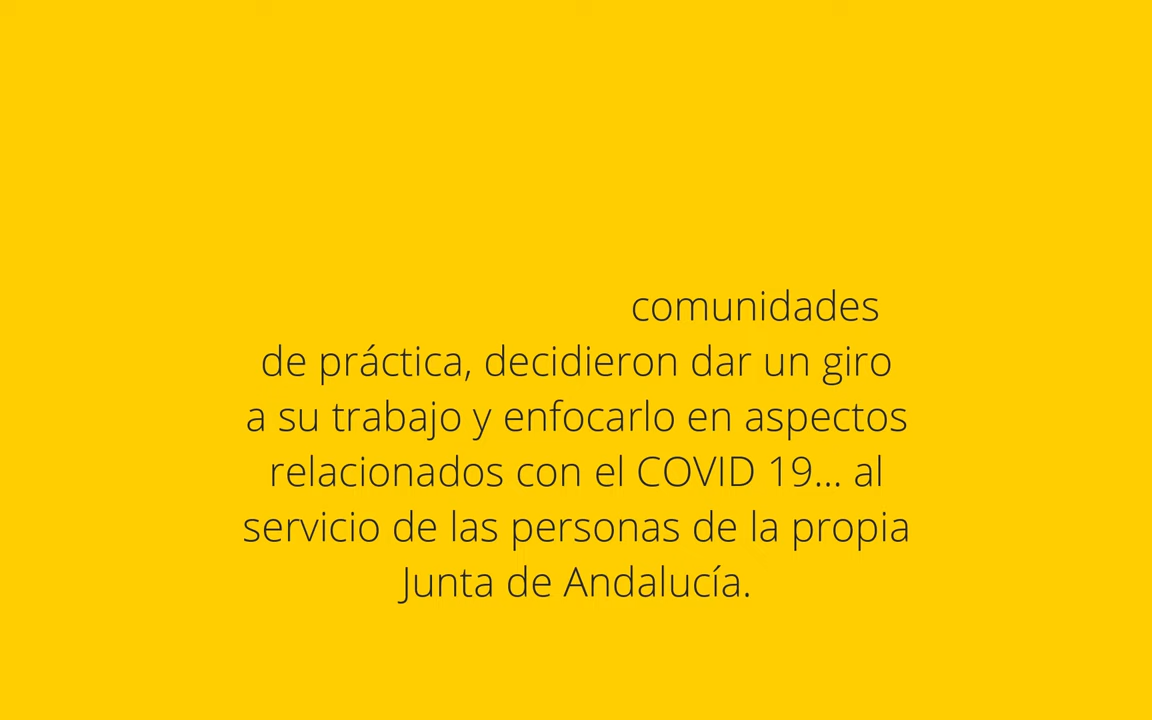 comunidades
de práctica, decidieron dar un giro
a su trabajo y enfocarlo en aspectos
relacionados con el COVID 19... al
servicio de las personas de la propia
Junta de Andalucía.